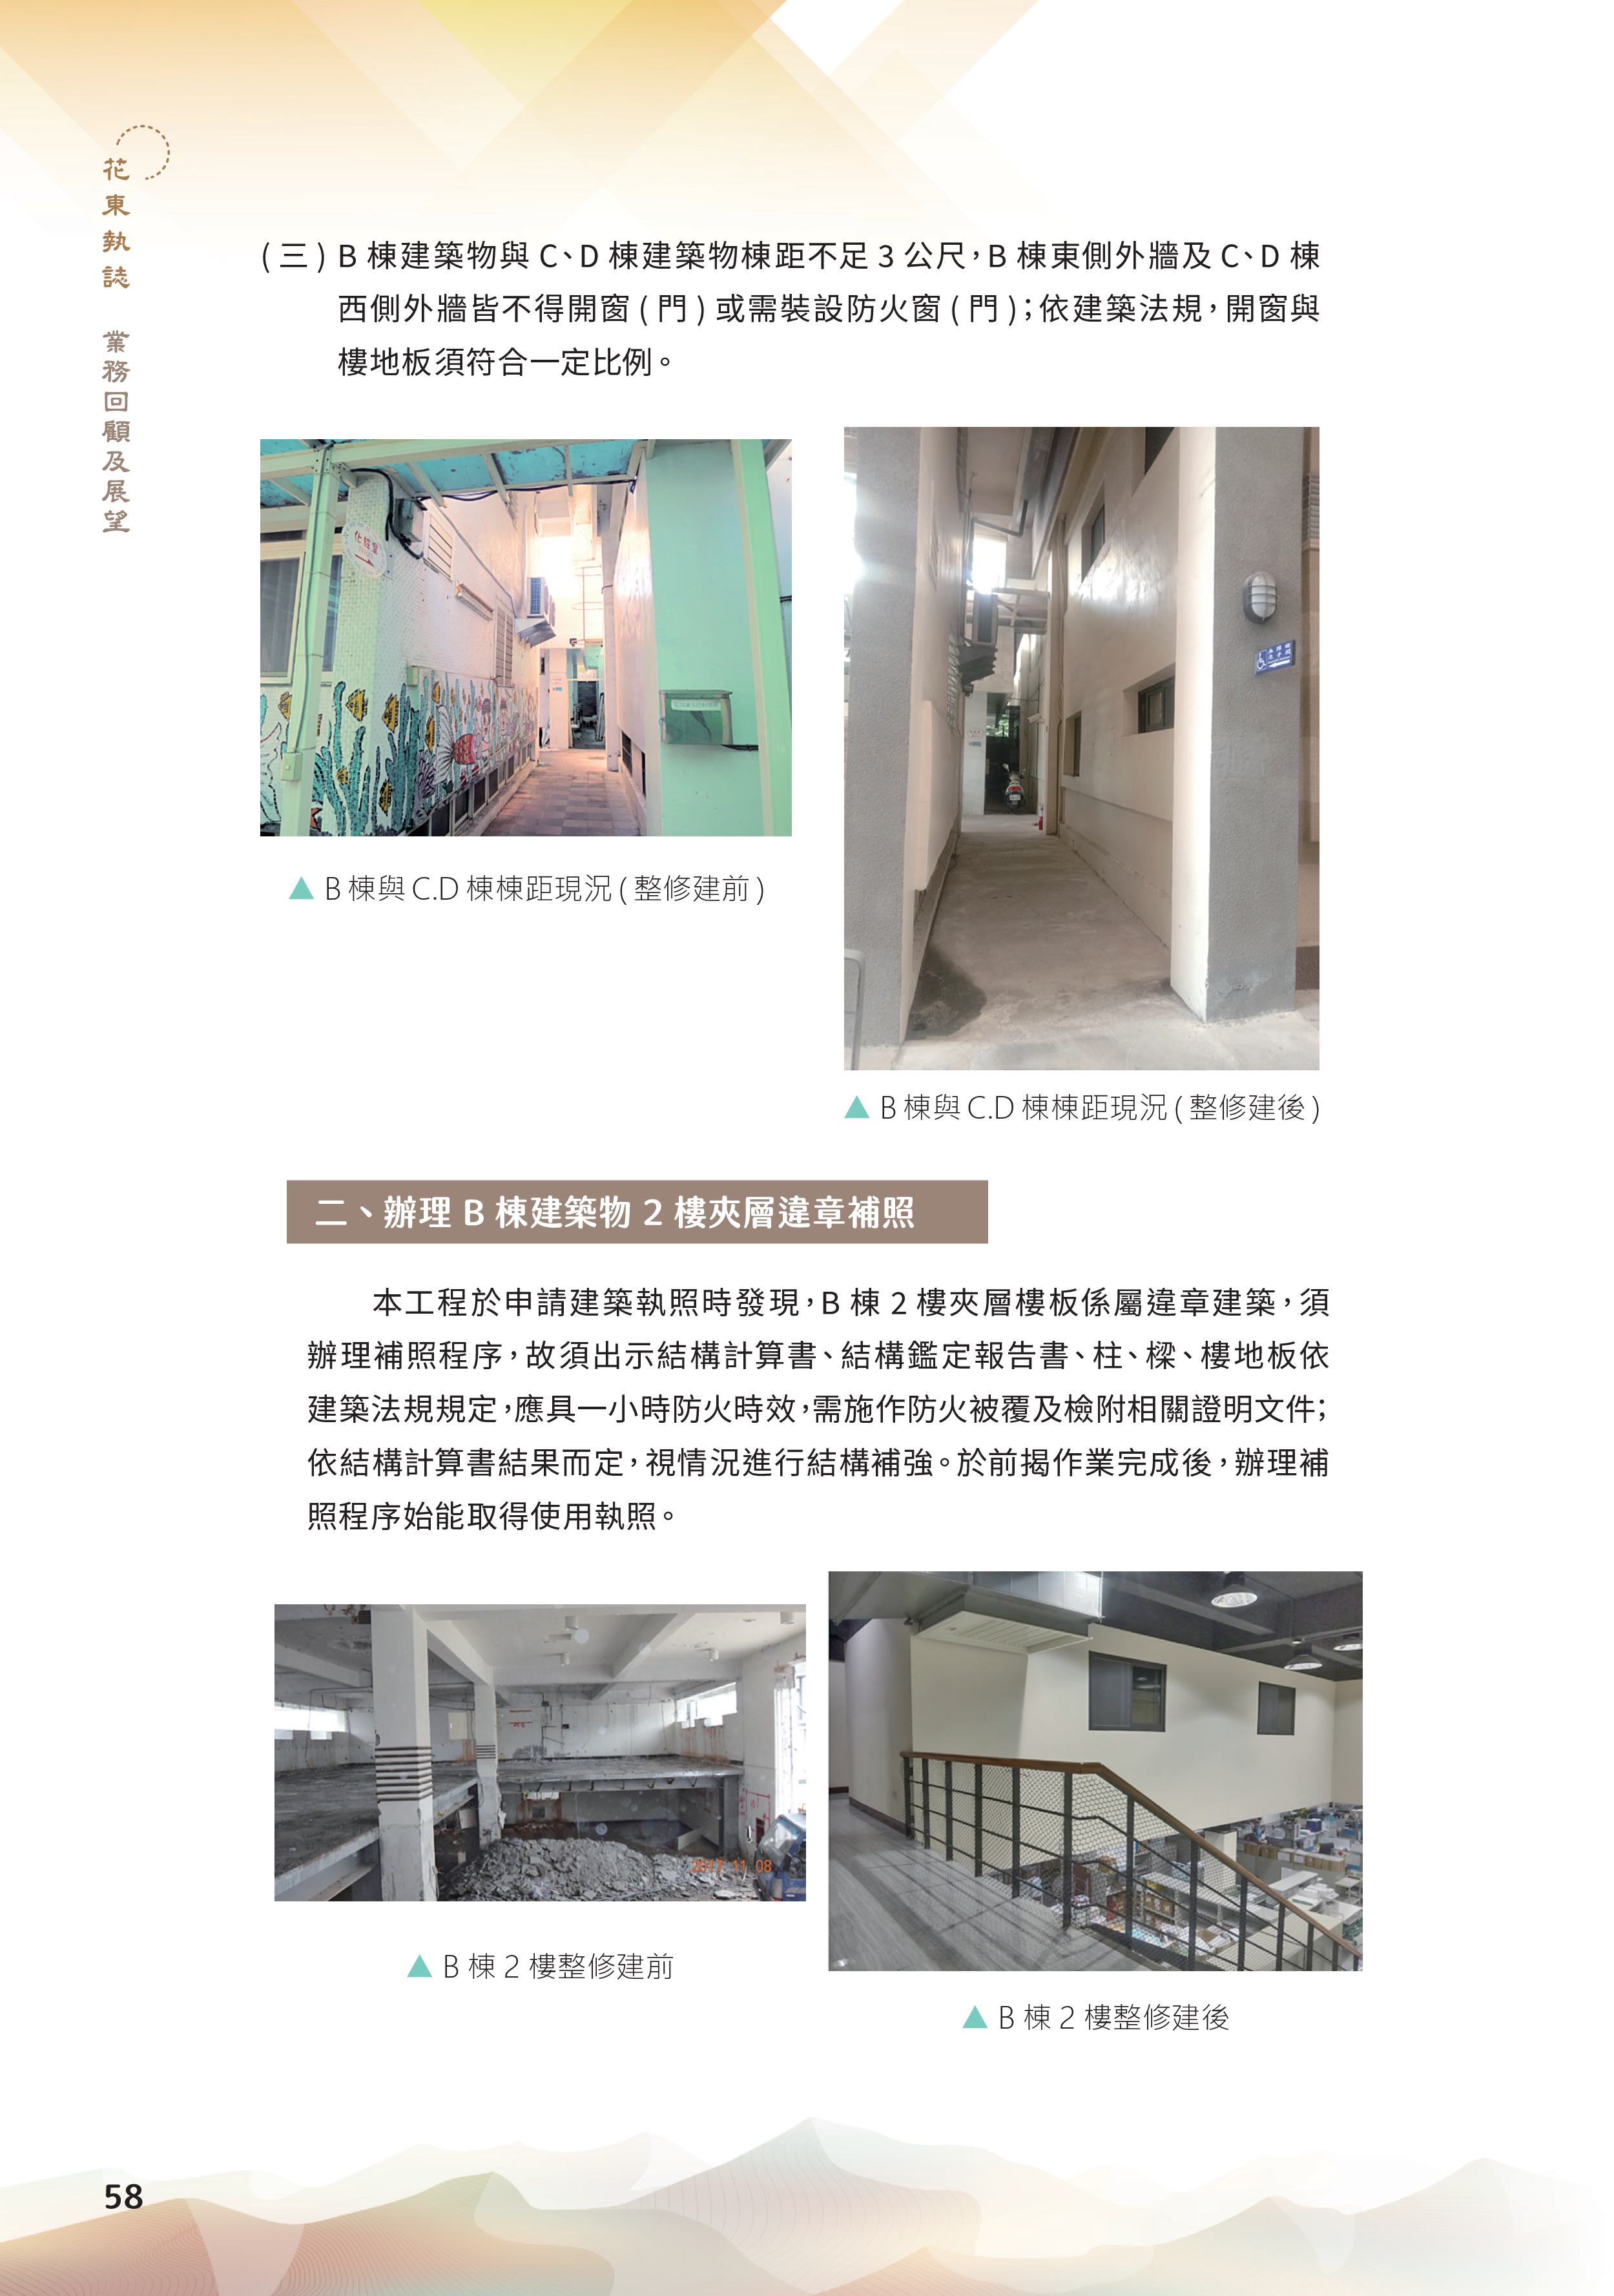 花東執誌 業務回顧及展望
(三) B 棟建築物與 C、D 棟建築物棟距不足 3 公尺，B 棟東側外牆及 C、D 棟
西側外牆皆不得開窗 ( 門 ) 或需裝設防火窗 ( 門 )；依建築法規，開窗與
樓地板須符合一定比例。
化粧室
▲ B 棟與 C.D 棟棟距現況 ( 整修建前 )
▲ B 棟與 C.D 棟棟距現況 ( 整修建後 )
二、辦理 B 棟建築物 2 樓夾層違章補照
本工程於申請建築執照時發現，B 棟 2 樓夾層樓板係屬違章建築，須
辦理補照程序，故須出示結構計算書、結構鑑定報告書、柱、樑、樓地板依
建築法規規定，應具一小時防火時效，需施作防火被覆及檢附相關證明文件；
依結構計算書結果而定，視情況進行結構補強。於前揭作業完成後，辦理補
照程序始能取得使用執照。
2017 11 08
▲ B 棟 2 樓整修建前
▲ B 棟 2 樓整修建後
58